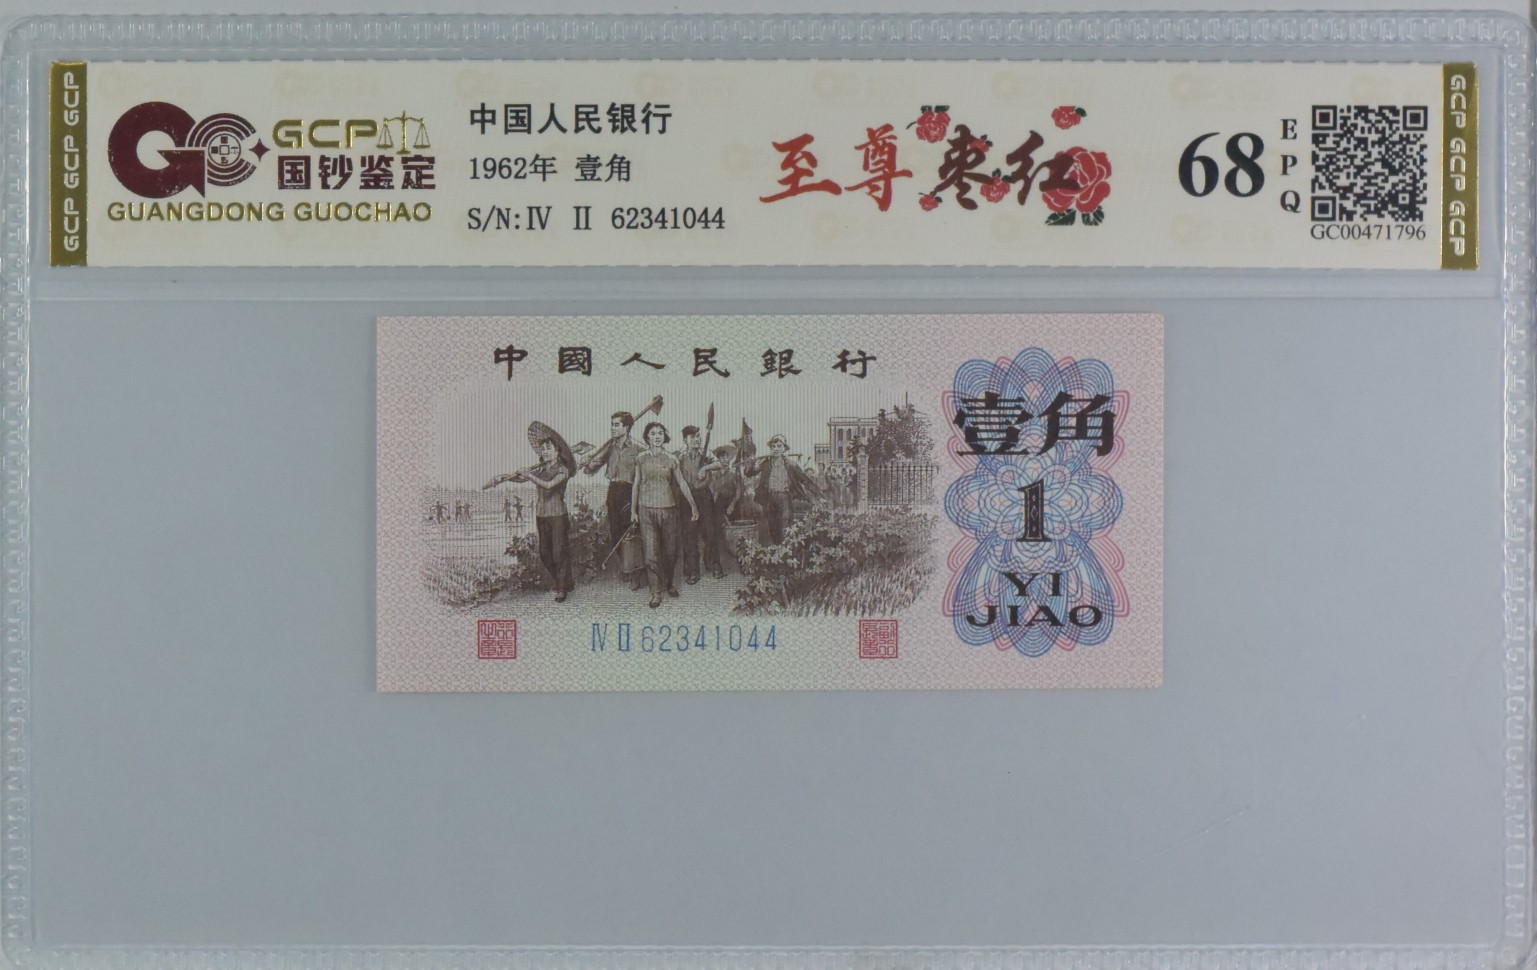 GCP GCP GCP
GCP
国钞鉴定
GUANGDONG GUOCHAO
中国人民银行
1962年 壹角
S/N: Ⅳ Ⅱ 62341044
至尊枣红
68
EPQ
GC00471796
GCP GCP GCP
中國人民銀行
壹角
1
YI
JIAO
Ⅳ Ⅱ 62341044